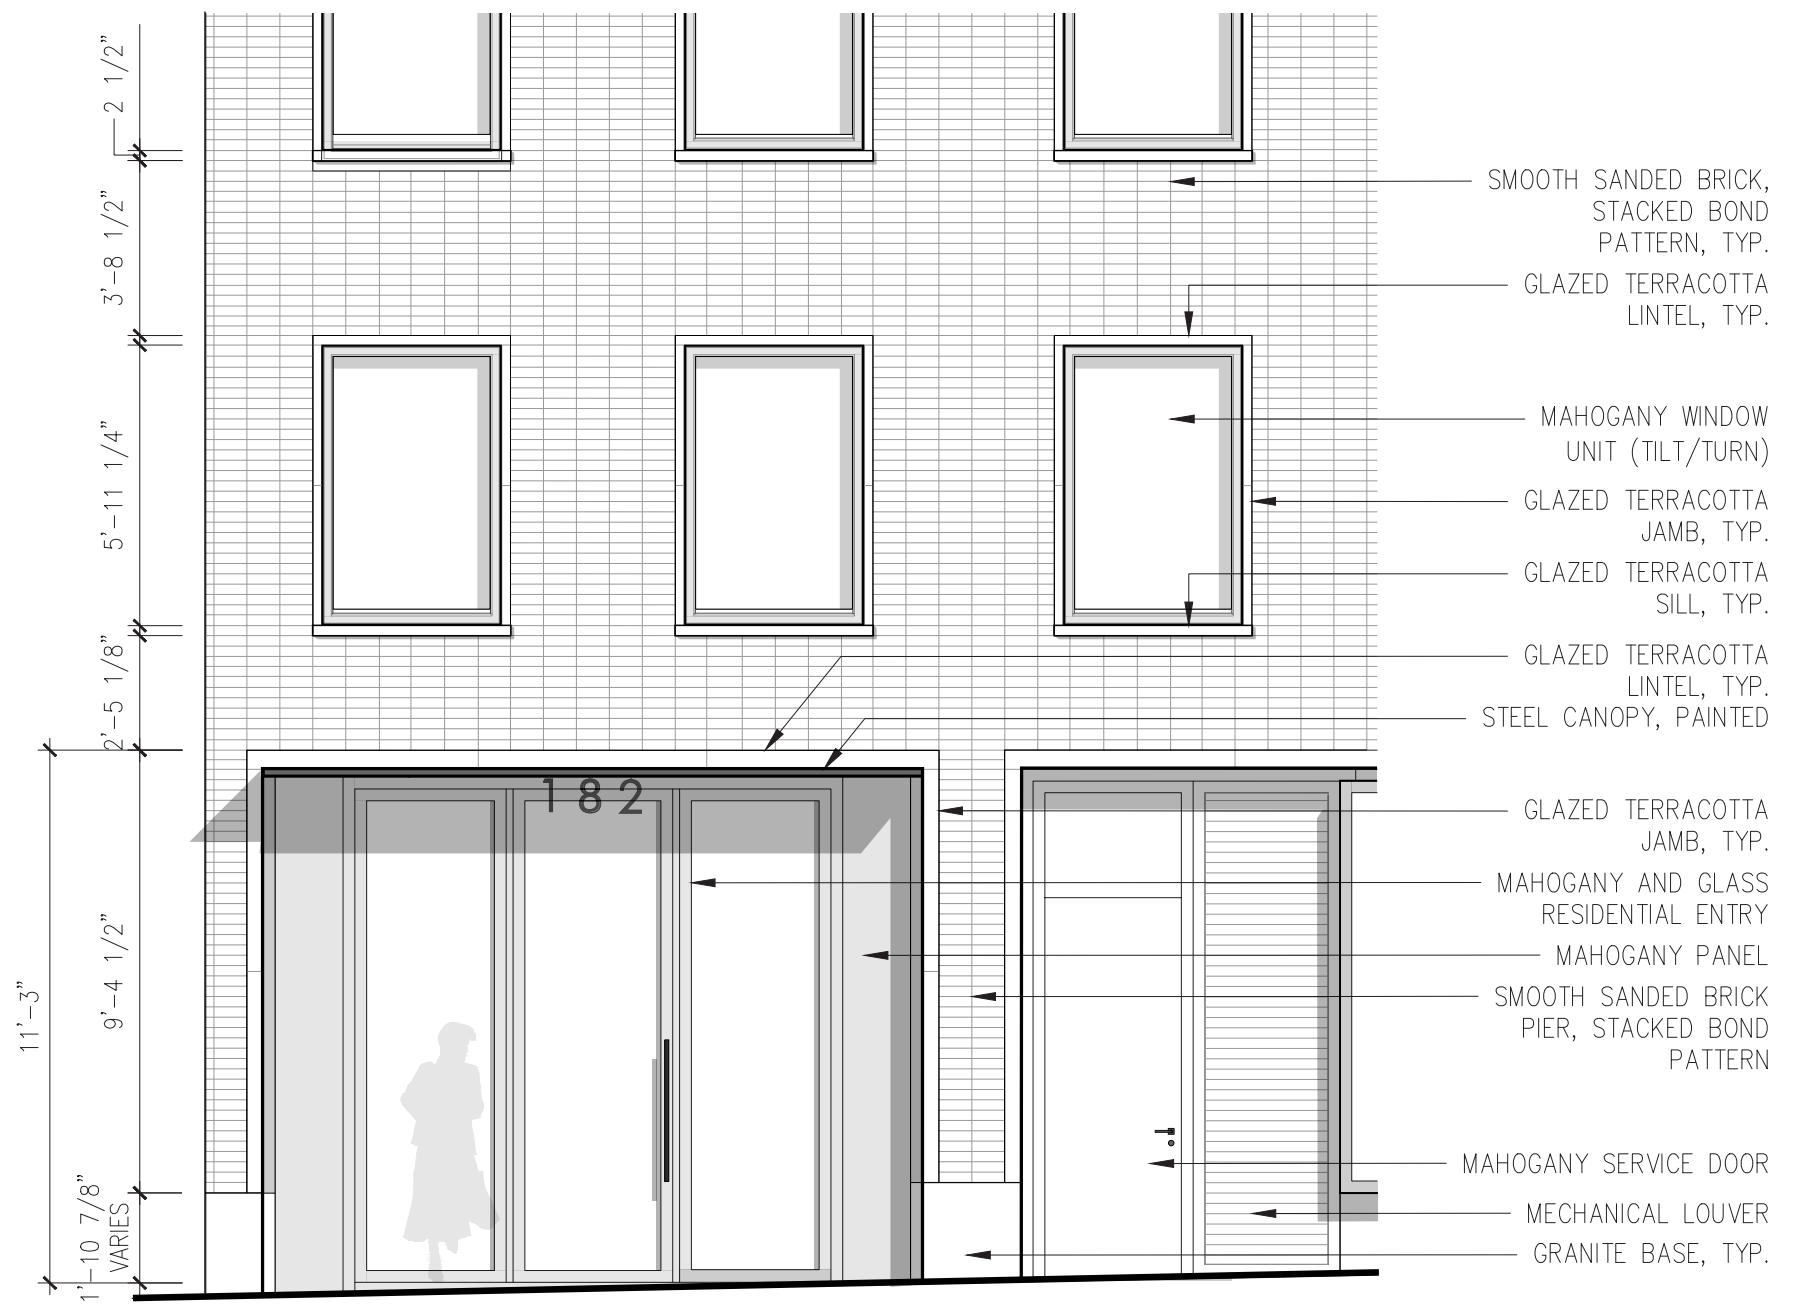 2 1/2"
3'-8 1/2"
5'-11 1/4"
2'-5 1/8"
11'-3"
9'-4 1/2"
1'-10 7/8"
VARIES
182
SMOOTH SANDED BRICK,
STACKED BOND
PATTERN, TYP.
GLAZED TERRACOTTA
LINTEL, TYP.
MAHOGANY WINDOW
UNIT (TILT/TURN)
GLAZED TERRACOTTA
JAMB, TYP.
GLAZED TERRACOTTA
SILL, TYP.
GLAZED TERRACOTTA
LINTEL, TYP.
STEEL CANOPY, PAINTED
GLAZED TERRACOTTA
JAMB, TYP.
MAHOGANY AND GLASS
RESIDENTIAL ENTRY
MAHOGANY PANEL
SMOOTH SANDED BRICK
PIER, STACKED BOND
PATTERN
MAHOGANY SERVICE DOOR
MECHANICAL LOUVER
GRANITE BASE, TYP.